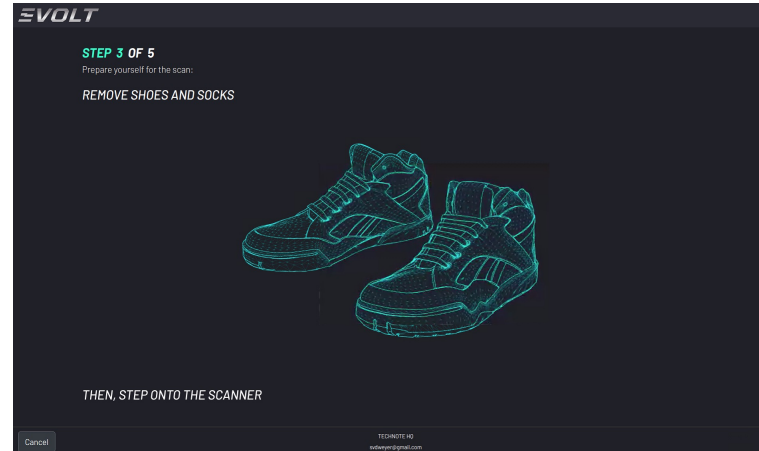 EVOLT
STEP 3 OF 5
Prepare yourself for the scan:
REMOVE SHOES AND SOCKS
THEN, STEP ONTO THE SCANNER
Cancel
TECHNOTE HQ
svdweyer@gmail.com